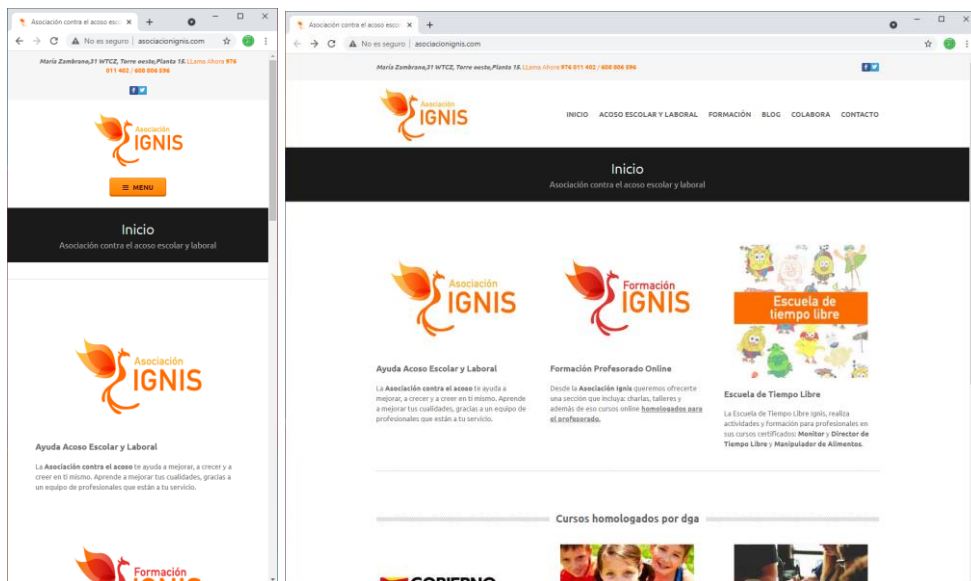 Asociación contra el acoso esco
No es seguro | asociacionignis.com
María Zambrano,31 WTCZ, Torre oeste,Planta 15. LLama Ahora 976
011 402 / 608 806 596
Asociación
IGNIS
≡ MENU
Inicio
Asociación contra el acoso escolar y laboral
Asociación
IGNIS
Ayuda Acoso Escolar y Laboral
La Asociación contra el acoso te ayuda a mejorar, a crecer y a
creer en ti mismo. Aprende a mejorar tus cualidades, gracias a
un equipo de profesionales que están a tu servicio.
Formación
IGNIS
Asociación contra el acoso esco
No es seguro | asociacionignis.com
María Zambrano,31 WTCZ, Torre oeste,Planta 15. LLama Ahora 976 011 402 / 608 806 596
Asociación
IGNIS
INICIO ACOSO ESCOLAR Y LABORAL FORMACIÓN BLOG COLABORA CONTACTO
Inicio
Asociación contra el acoso escolar y laboral
Asociación
IGNIS
Ayuda Acoso Escolar y Laboral
La Asociación contra el acoso te ayuda a
mejorar, a crecer y a creer en ti mismo. Aprende
a mejorar tus cualidades, gracias a un equipo de
profesionales que están a tu servicio.
Formación
IGNIS
Formación Profesorado Online
Desde la Asociación Ignis queremos ofrecerte
una sección que incluya: charlas, talleres y
además de eso cursos online homologados para
el profesorado.
Escuela de
tiempo libre
Escuela de Tiempo Libre
La Escuela de Tiempo Libre Ignis, realiza
actividades y formación para profesionales en
sus cursos certificados: Monitor y Director de
Tiempo Libre y Manipulador de Alimentos.
Cursos homologados por dga
GOBIERNO